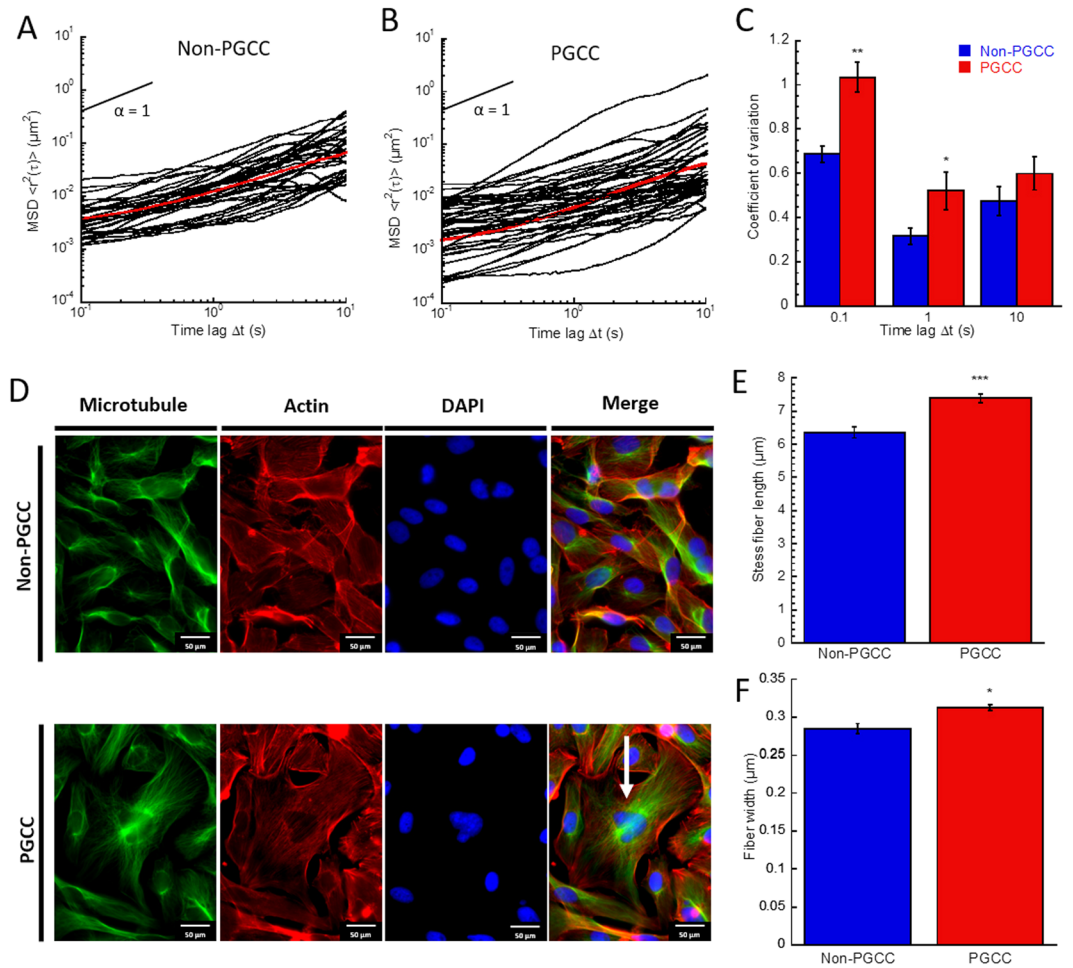 A
Non-PGCC
MSD <r²(τ)> (µm²)
10¹
10⁰
10⁻¹
10⁻²
10⁻³
10⁻⁴
α = 1
10⁻¹
10⁰
10¹
Time lag Δt (s)
B
PGCC
MSD <r²(τ)> (µm²)
10¹
10⁰
10⁻¹
10⁻²
10⁻³
10⁻⁴
α = 1
10⁻¹
10⁰
10¹
Time lag Δt (s)
C
Coefficient of variation
1.2
1
0.8
0.6
0.4
0.2
0
Non-PGCC
PGCC
**
*
0.1
1
10
Time lag Δt (s)
D
Microtubule
Actin
DAPI
Merge
Non-PGCC
50 µm
50 µm
50 µm
50 µm
PGCC
50 µm
50 µm
50 µm
50 µm
E
Stess fiber length (µm)
8
7
6
5
4
3
2
1
0
***
Non-PGCC
PGCC
F
Fiber width (µm)
0.35
0.3
0.25
0.2
0.15
0.1
0.05
0
*
Non-PGCC
PGCC